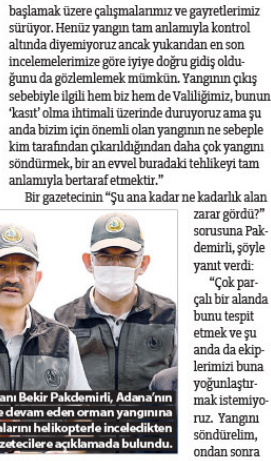 başlamak üzere çalışmalarımız ve gayretlerimiz
sürüyor. Henüz yangın tam anlamıyla kontrol
altında diyemiyoruz ancak yukarıdan en son
incelemelerimize göre iyiye doğru gidiş oldu-
ğunu da gözlemlemek mümkün. Yangının çıkış
sebebiyle ilgili hem biz hem de Valiliğimiz, bunun
‘kasıt’ olma ihtimali üzerinde duruyoruz ama şu
anda bizim için önemli olan yangının ne sebeple
kim tarafından çıkarıldığından daha çok yangını
söndürmek, bir an evvel buradaki tehlikeyi tam
anlamıyla bertaraf etmektir.”
Bir gazetecinin “Şu ana kadar ne kadarlık alan
zarar gördü?”
sorusuna Pak-
demirli, şöyle
yanıt verdi:
“Çok par-
çalı bir alanda
bunu tespit
etmek ve şu
anda da ekip-
lerimizi buna
yoğunlaştır-
mak istemiyo-
ruz. Yangını
söndürelim,
ondan sonra
anı Bekir Pakdemirli, Adana’nın
e devam eden orman yangınına
alarını helikopterle inceledikten
zetecilere açıklamada bulundu.